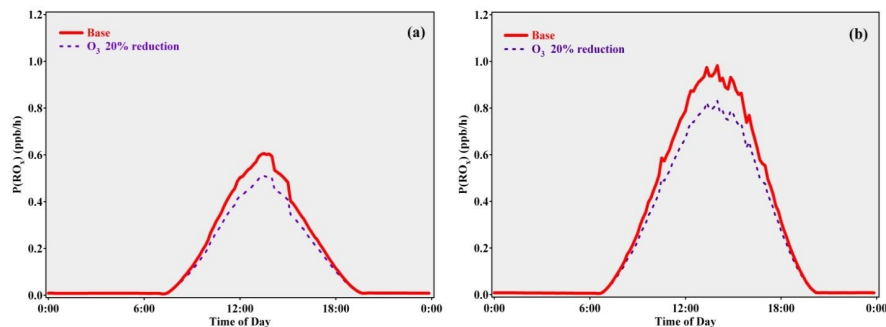 (a)
Base
O3 20% reduction
P(ROx) (ppb/h)
1.2
1.0
0.8
0.6
0.4
0.2
0.0
0:00 6:00 12:00 18:00 0:00
Time of Day
(b)
Base
O3 20% reduction
P(ROx) (ppb/h)
1.2
1.0
0.8
0.6
0.4
0.2
0.0
0:00 6:00 12:00 18:00 0:00
Time of Day